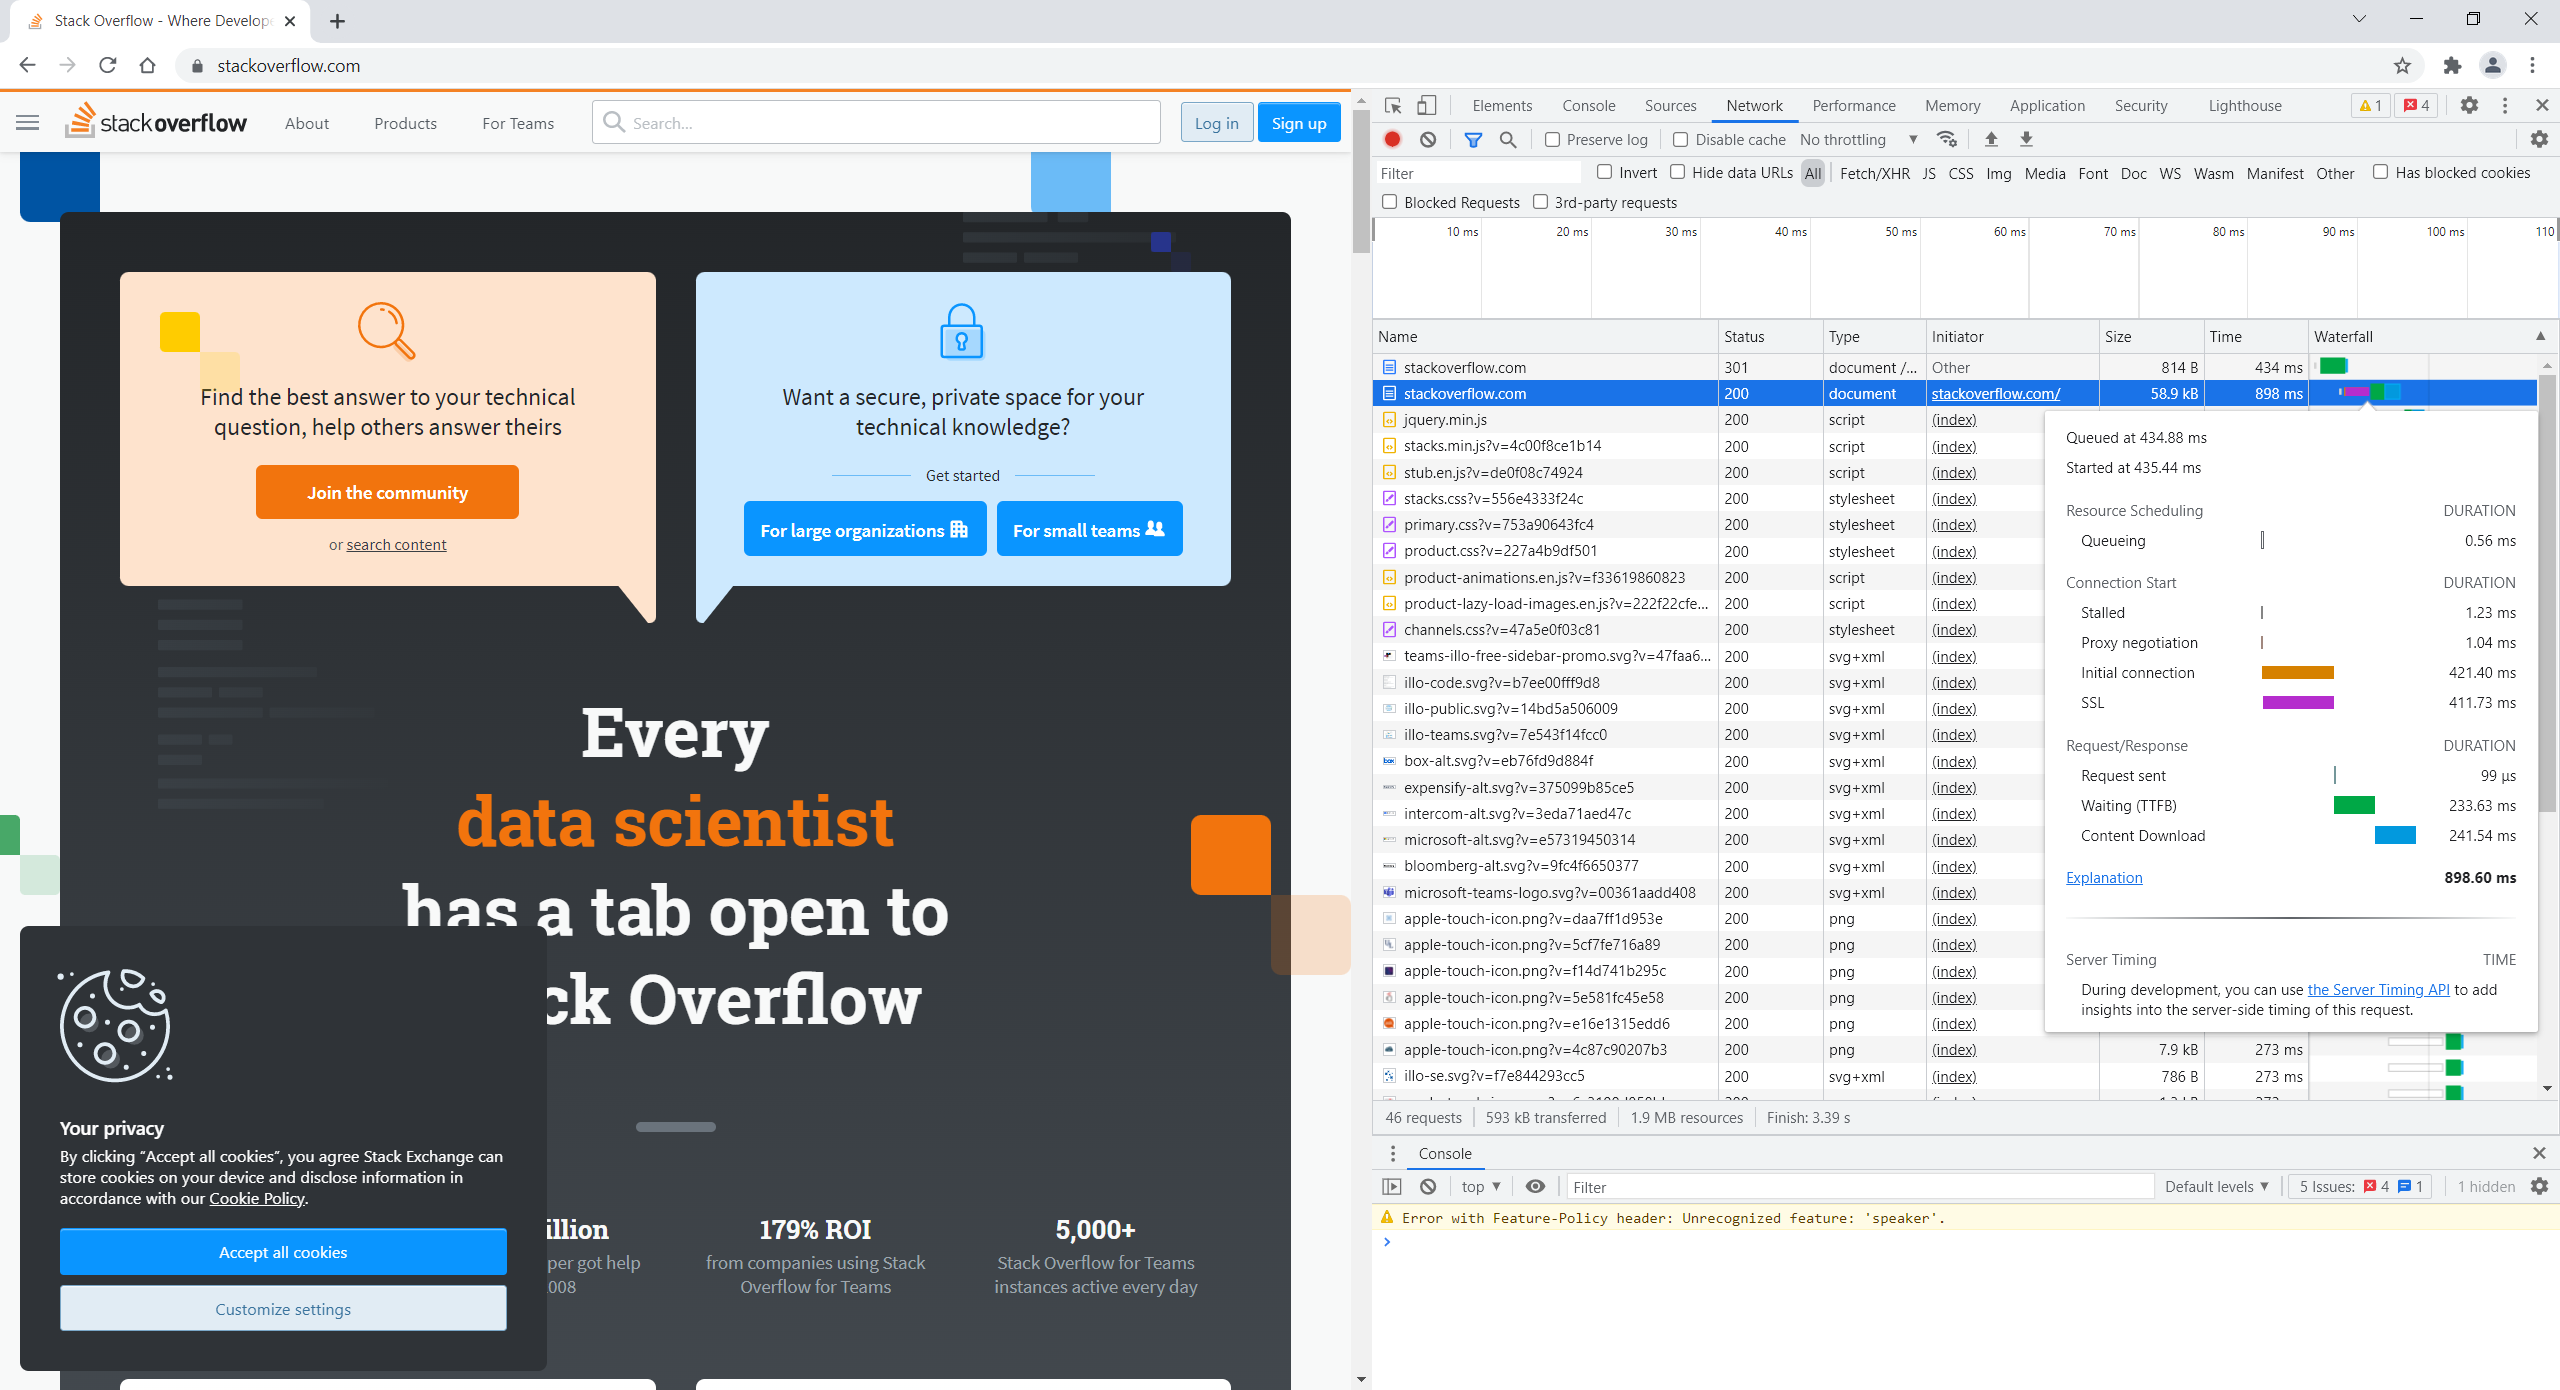 Stack Overflow - Where Develope
stackoverflow.com
stackoverflow
About
Products
For Teams
Search...
Log in
Sign up
Find the best answer to your technical
question, help others answer theirs
Join the community
or search content
Want a secure, private space for your
technical knowledge?
Get started
For large organizations
For small teams
Every
data scientist
has a tab open to
ck Overflow
Your privacy
By clicking “Accept all cookies”, you agree Stack Exchange can
store cookies on your device and disclose information in
accordance with our Cookie Policy.
Accept all cookies
Customize settings
illion
per got help
008
179% ROI
from companies using Stack
Overflow for Teams
5,000+
Stack Overflow for Teams
instances active every day
Elements Console Sources Network Performance Memory Application Security Lighthouse 1 4
Preserve log Disable cache No throttling
Filter Invert Hide data URLs All Fetch/XHR JS CSS Img Media Font Doc WS Wasm Manifest Other Has blocked cookies
Blocked Requests 3rd-party requests
10 ms 20 ms 30 ms 40 ms 50 ms 60 ms 70 ms 80 ms 90 ms 100 ms 110
Name Status Type Initiator Size Time Waterfall
stackoverflow.com 301 document /... Other 814 B 434 ms
stackoverflow.com 200 document stackoverflow.com/ 58.9 kB 898 ms
jquery.min.js 200 script (index)
stacks.min.js?v=4c00f8ce1b14 200 script (index)
stub.en.js?v=de0f08c74924 200 script (index)
stacks.css?v=556e4333f24c 200 stylesheet (index)
primary.css?v=753a90643fc4 200 stylesheet (index)
product.css?v=227a4b9df501 200 stylesheet (index)
product-animations.en.js?v=f33619860823 200 script (index)
product-lazy-load-images.en.js?v=222f22cfe... 200 script (index)
channels.css?v=47a5e0f03c81 200 stylesheet (index)
teams-illo-free-sidebar-promo.svg?v=47faa6... 200 svg+xml (index)
illo-code.svg?v=b7ee00fff9d8 200 svg+xml (index)
illo-public.svg?v=14bd5a506009 200 svg+xml (index)
illo-teams.svg?v=7e543f14fcc0 200 svg+xml (index)
box-alt.svg?v=eb76fd9d884f 200 svg+xml (index)
expensify-alt.svg?v=375099b85ce5 200 svg+xml (index)
intercom-alt.svg?v=3eda71aed47c 200 svg+xml (index)
microsoft-alt.svg?v=e57319450314 200 svg+xml (index)
bloomberg-alt.svg?v=9fc4f6650377 200 svg+xml (index)
microsoft-teams-logo.svg?v=00361aadd408 200 svg+xml (index)
apple-touch-icon.png?v=daa7ff1d953e 200 png (index)
apple-touch-icon.png?v=5cf7fe716a89 200 png (index)
apple-touch-icon.png?v=f14d741b295c 200 png (index)
apple-touch-icon.png?v=5e581fc45e58 200 png (index)
apple-touch-icon.png?v=e16e1315edd6 200 png (index)
apple-touch-icon.png?v=4c87c90207b3 200 png (index) 7.9 kB 273 ms
illo-se.svg?v=f7e844293cc5 200 svg+xml (index) 786 B 273 ms
Queued at 434.88 ms
Started at 435.44 ms
Resource Scheduling DURATION
Queueing 0.56 ms
Connection Start DURATION
Stalled 1.23 ms
Proxy negotiation 1.04 ms
Initial connection 421.40 ms
SSL 411.73 ms
Request/Response DURATION
Request sent 99 μs
Waiting (TTFB) 233.63 ms
Content Download 241.54 ms
Explanation 898.60 ms
Server Timing TIME
During development, you can use the Server Timing API to add
insights into the server-side timing of this request.
46 requests 593 kB transferred 1.9 MB resources Finish: 3.39 s
Console
top Filter Default levels 5 Issues: 4 1 1 hidden
Error with Feature-Policy header: Unrecognized feature: 'speaker'.